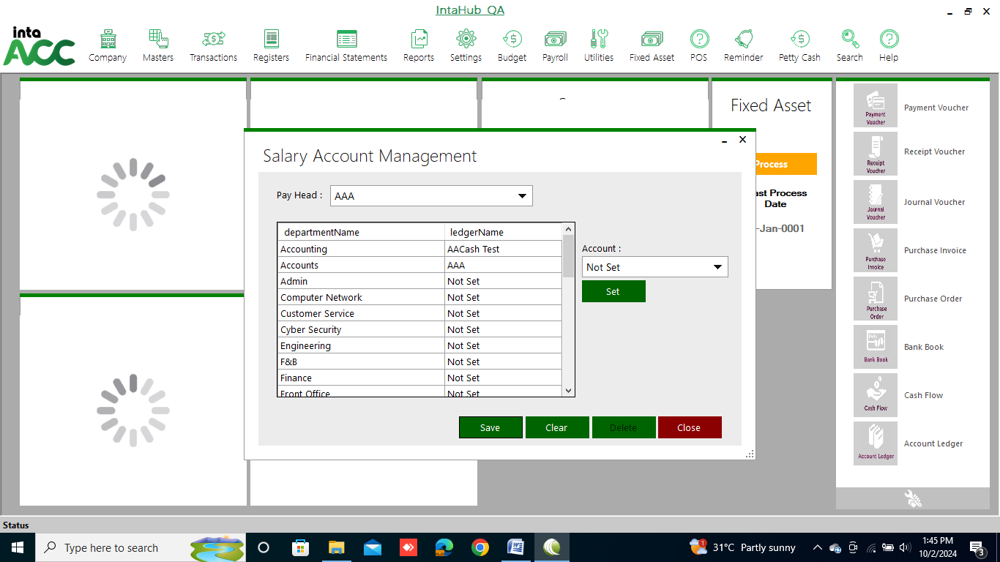 IntaHub_QA
inta
ACC
Company
Masters
Transactions
Registers
Financial Statements
Reports
Settings
Budget
Payroll
Utilities
Fixed Asset
POS
Reminder
Petty Cash
Search
Help
Fixed Asset
Process
ast Process
Date
-Jan-0001
Salary Account Management
Pay Head :
AAA
departmentName ledgerName
Accounting AACash Test
Accounts AAA
Admin Not Set
Computer Network Not Set
Customer Service Not Set
Cyber Security Not Set
Engineering Not Set
F&B Not Set
Finance Not Set
Front Office Not Set
Account :
Not Set
Set
Save
Clear
Delete
Close
Payment
Voucher
Payment Voucher
Receipt
Voucher
Receipt Voucher
Journal
Voucher
Journal Voucher
Purchase
Invoice
Purchase Invoice
Purchase
Order
Purchase Order
Bank Book
Bank Book
Cash Flow
Cash Flow
Account Ledger
Account Ledger
Status
Type here to search
1
31°C Partly sunny
1:45 PM
10/2/2024
3